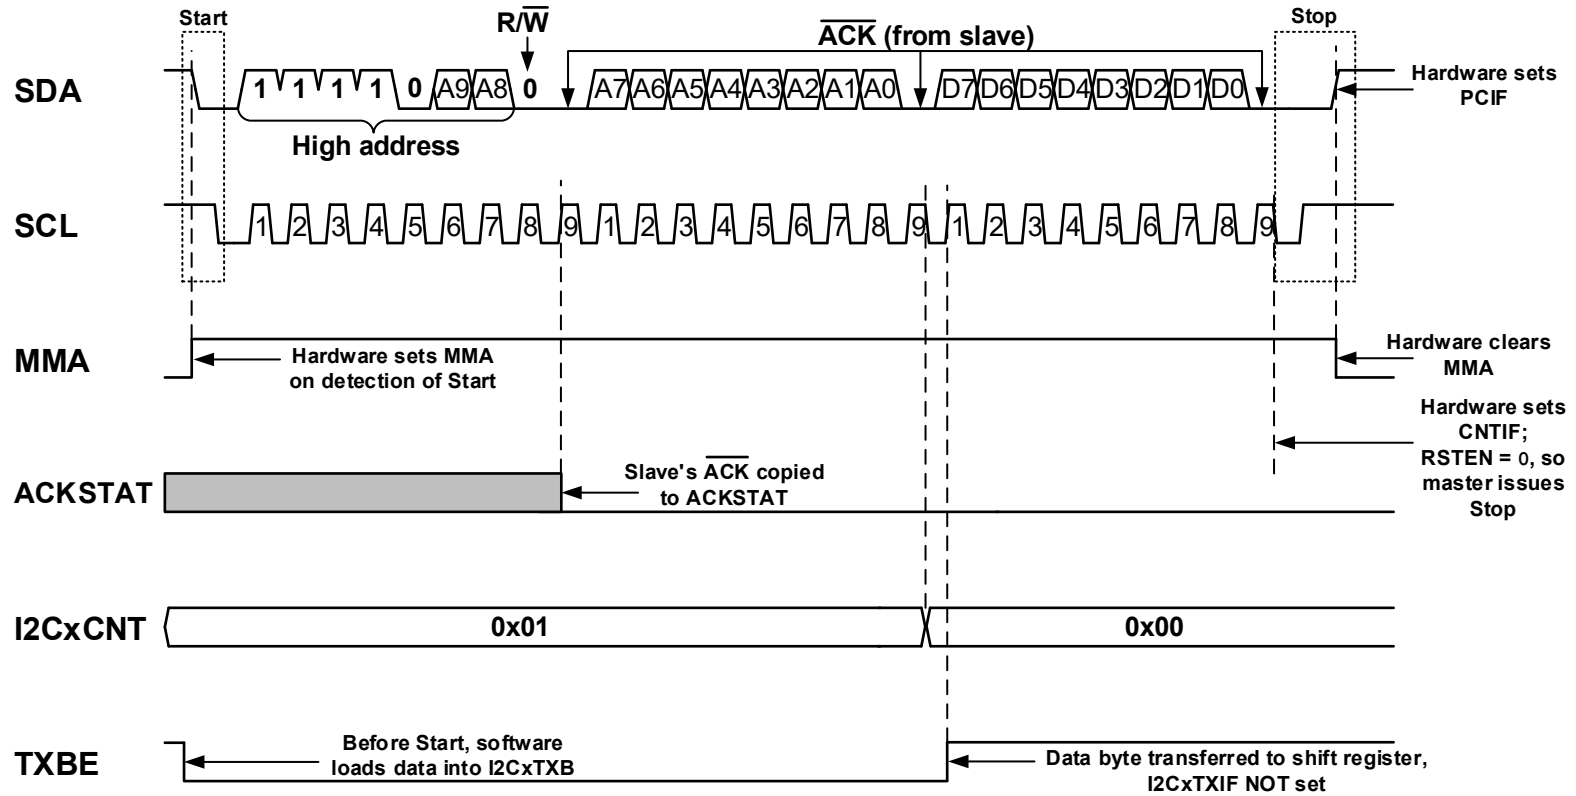 Start
R/W
ACK (from slave)
Stop
SDA
1 1 1 1 0 A9 A8 0 A7 A6 A5 A4 A3 A2 A1 A0 D7 D6 D5 D4 D3 D2 D1 D0
Hardware sets
PCIF
High address
SCL
1 2 3 4 5 6 7 8 9 1 2 3 4 5 6 7 8 9 1 2 3 4 5 6 7 8 9
MMA
Hardware sets MMA
on detection of Start
Hardware clears
MMA
Hardware sets
CNTIF;
RSTEN = 0, so
master issues
Stop
ACKSTAT
Slave's ACK copied
to ACKSTAT
I2CxCNT
0x01
0x00
TXBE
Before Start, software
loads data into I2CxTXB
Data byte transferred to shift register,
I2CxTXIF NOT set